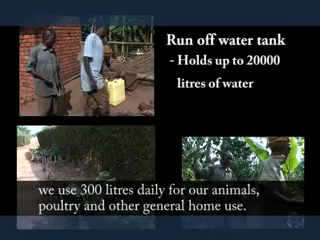 Run off water tank
- Holds up to 20000
litres of water
we use 300 litres daily for our animals,
poultry and other general home use.